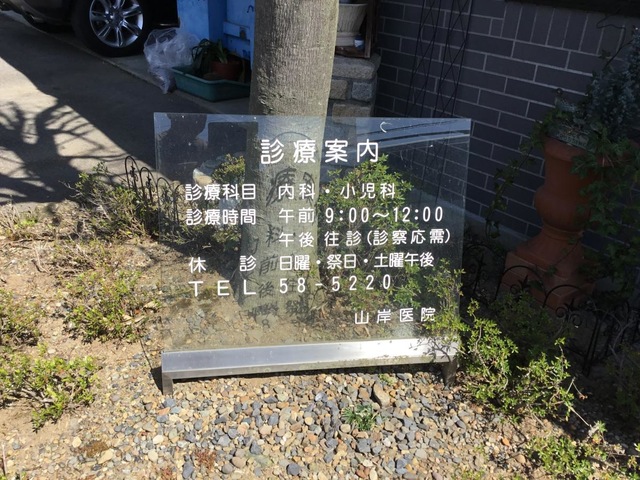 診療案内
診療科目 内科・小児科
診療時間 午前 9:00〜12:00
午後 往診(診察応需)
休診 日曜・祭日・土曜午後
TEL 58-5220
山岸医院